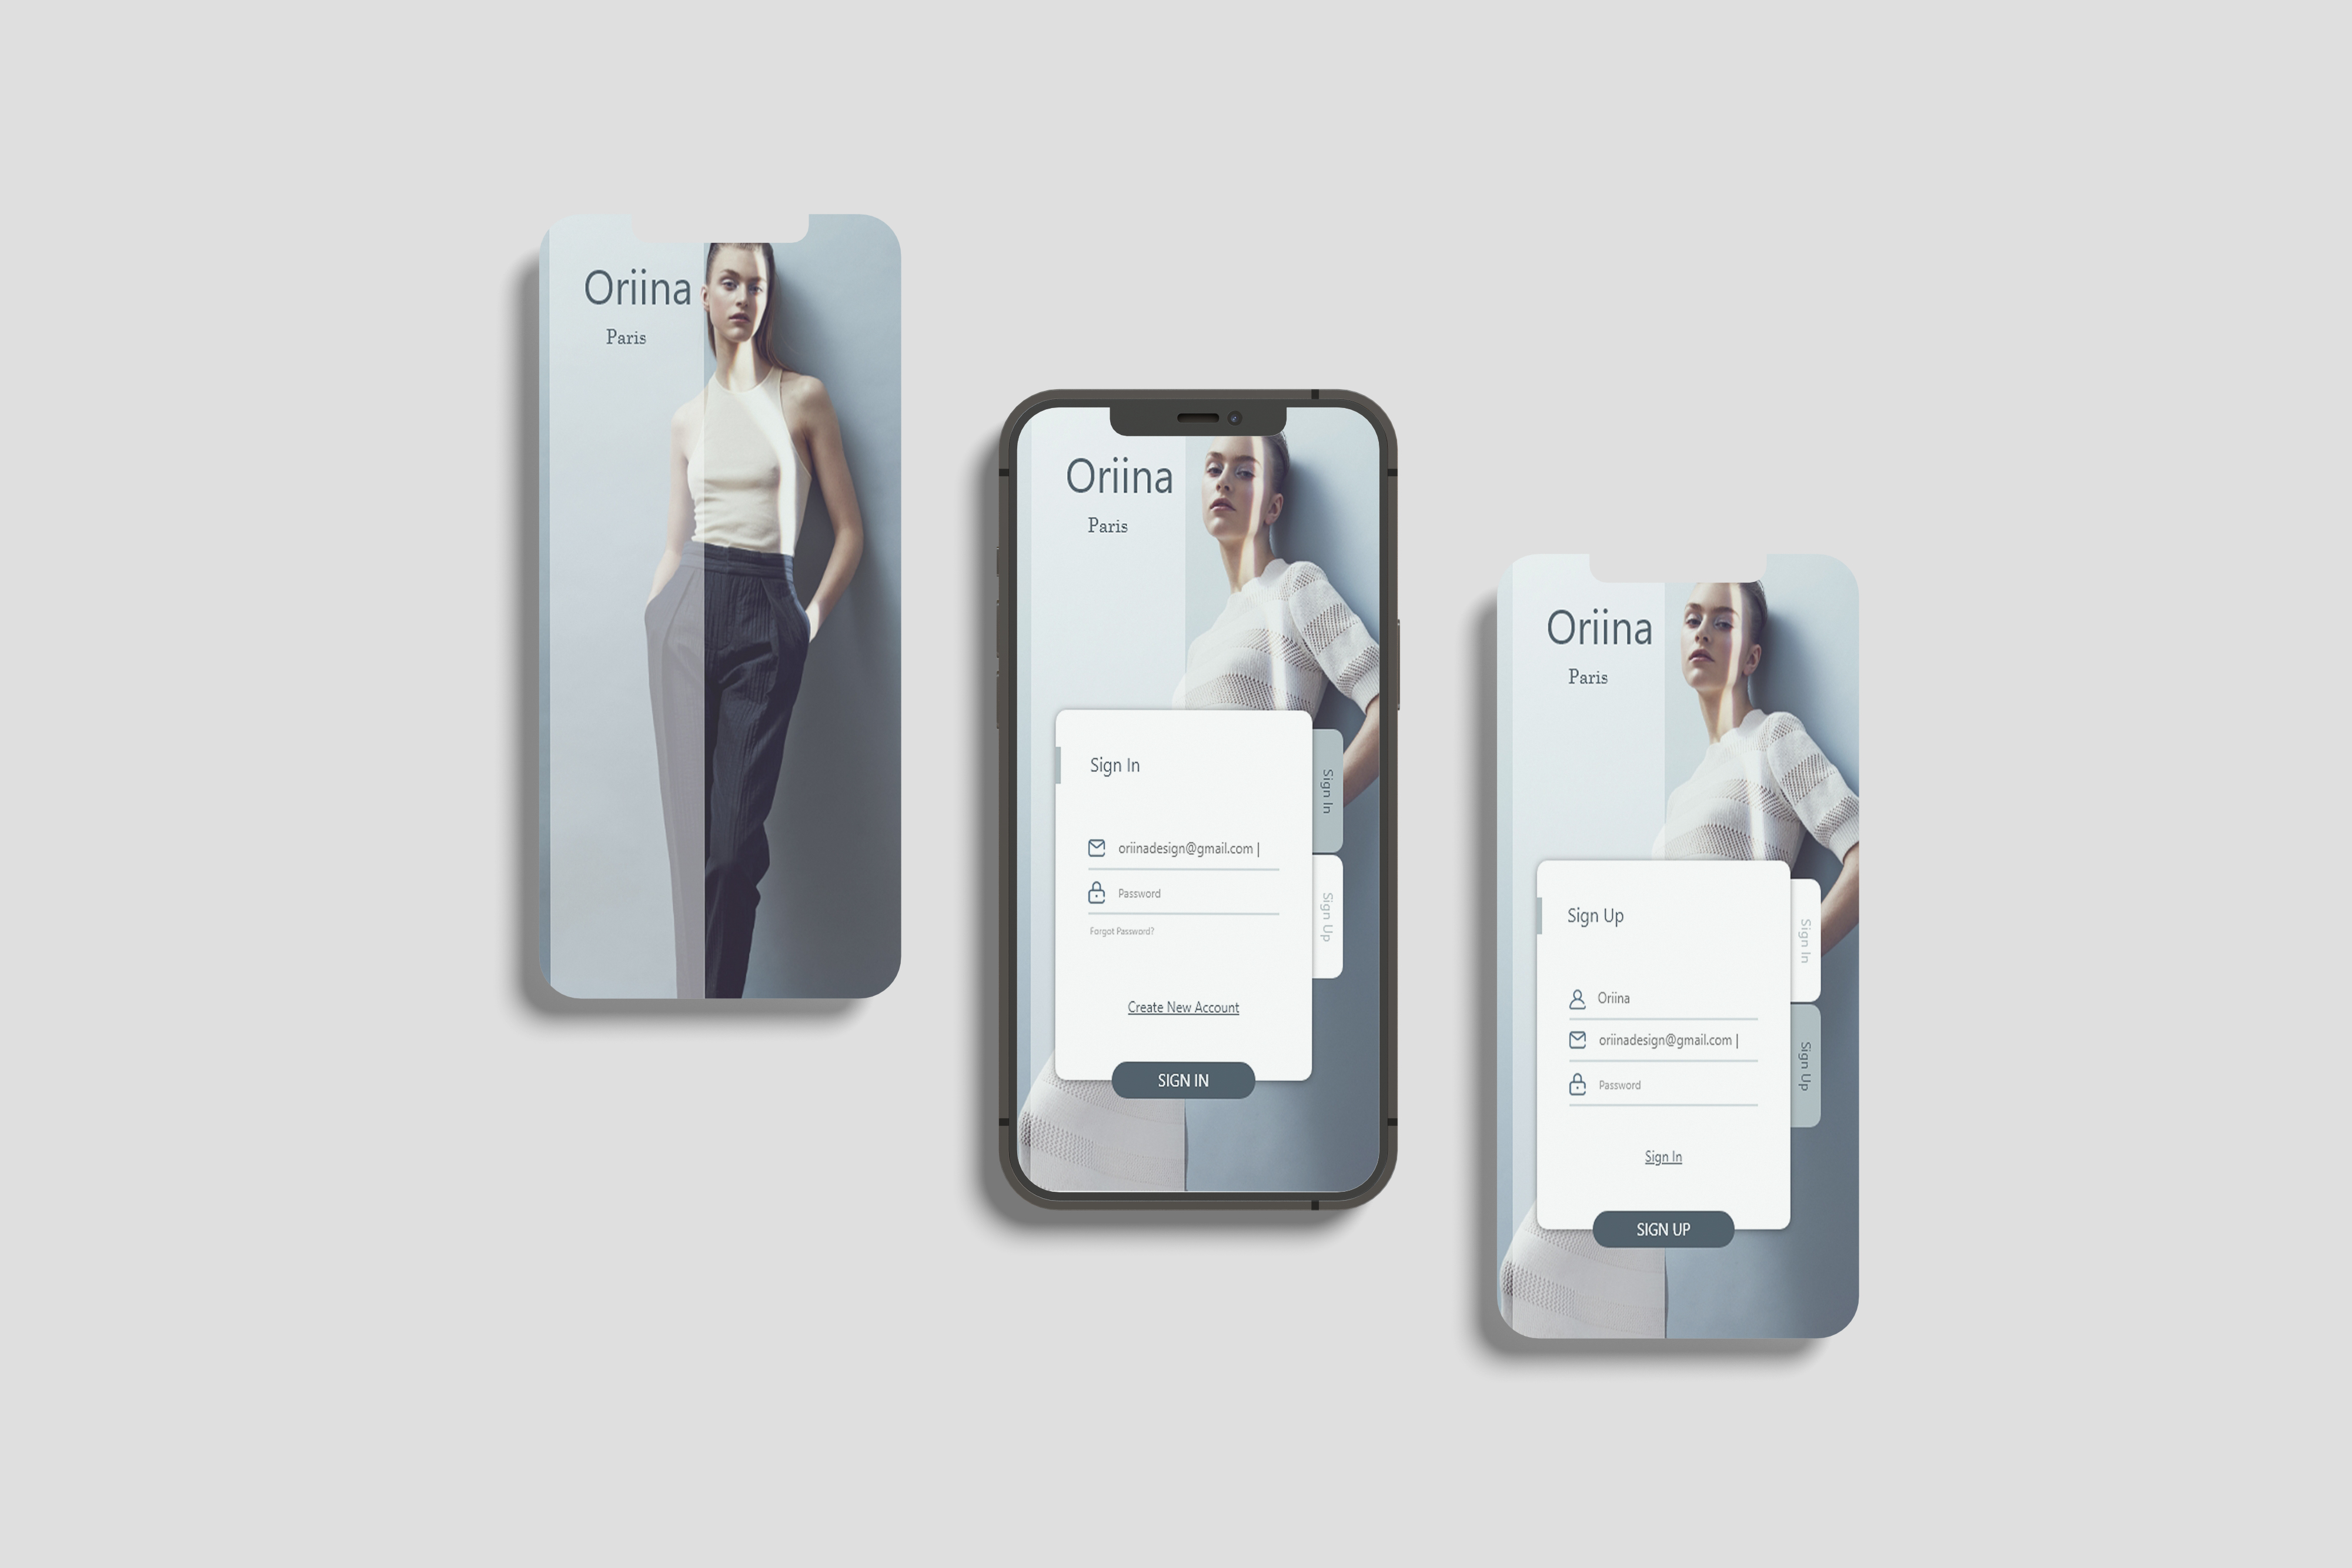 Oriina
Paris
Oriina
Paris
Sign In
Sign In
oriinadesign@gmail.com |
Password
Sign Up
Forgot Password?
Create New Account
SIGN IN
Oriina
Paris
Sign Up
Sign In
Oriina
oriinadesign@gmail.com |
Sign Up
Password
Sign In
SIGN UP